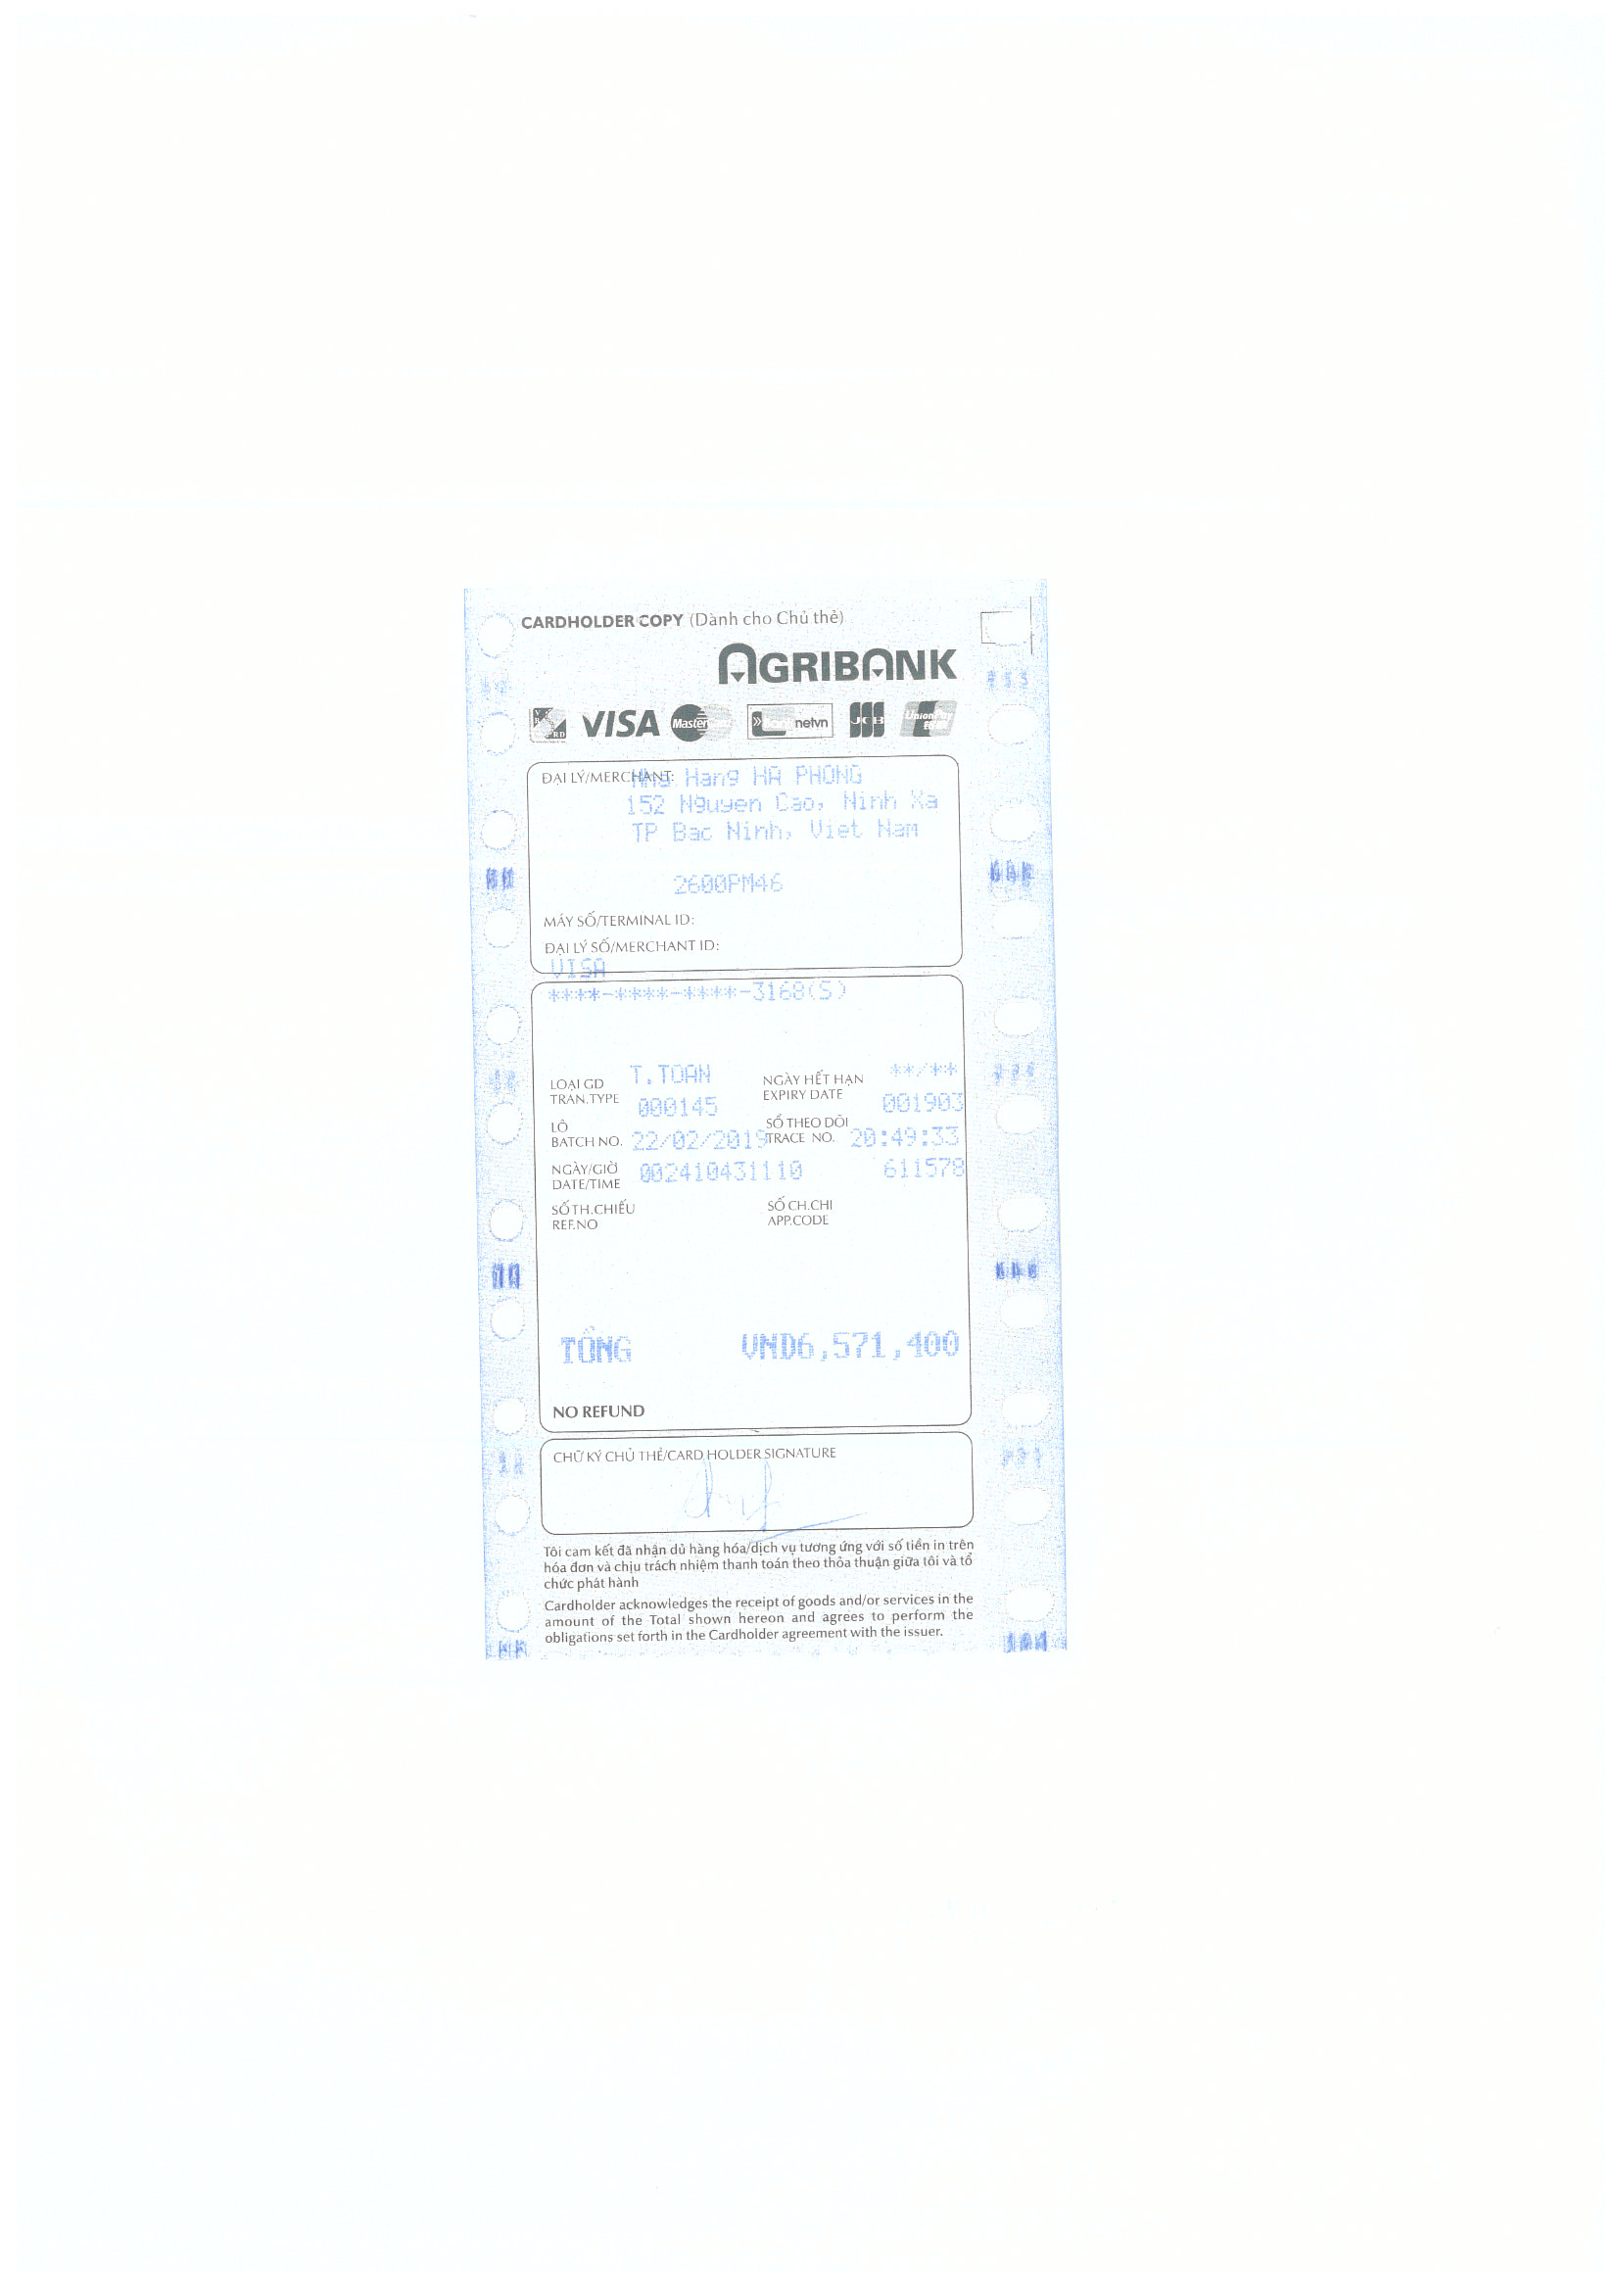 CARDHOLDER COPY (Dành cho Chủ thẻ)
AGRIBANK
VISA MasterCard netvn JCB UnionPay
ĐẠI LÝ/MERCHANT: Nha Hang HA PHONG
152 Nguyen Cao, Ninh Xa
TP Bac Ninh, Viet Nam
2600PM46
MÁY SỐ/TERMINAL ID:
ĐẠI LÝ SỐ/MERCHANT ID:
VISA
****-****-****-3168(S)
T.TOAN **/**
LOẠI GD NGÀY HẾT HẠN
TRAN.TYPE EXPIRY DATE
000145 001903
LÔ SỐ THEO DÕI
BATCH NO. 22/02/2019 TRACE NO. 20:49:33
NGÀY/GIỜ 002410431110 611578
DATE/TIME
SỐ TH.CHIẾU SỐ CH.CHI
REF.NO APP.CODE
TỔNG VND6,571,400
NO REFUND
CHỮ KÝ CHỦ THẺ/CARD HOLDER SIGNATURE
Tôi cam kết đã nhận dủ hàng hóa/dịch vụ tương ứng với số tiền in trên
hóa đơn và chịu trách nhiệm thanh toán theo thỏa thuận giữa tôi và tổ
chức phát hành
Cardholder acknowledges the receipt of goods and/or services in the
amount of the Total shown hereon and agrees to perform the
obligations set forth in the Cardholder agreement with the issuer.